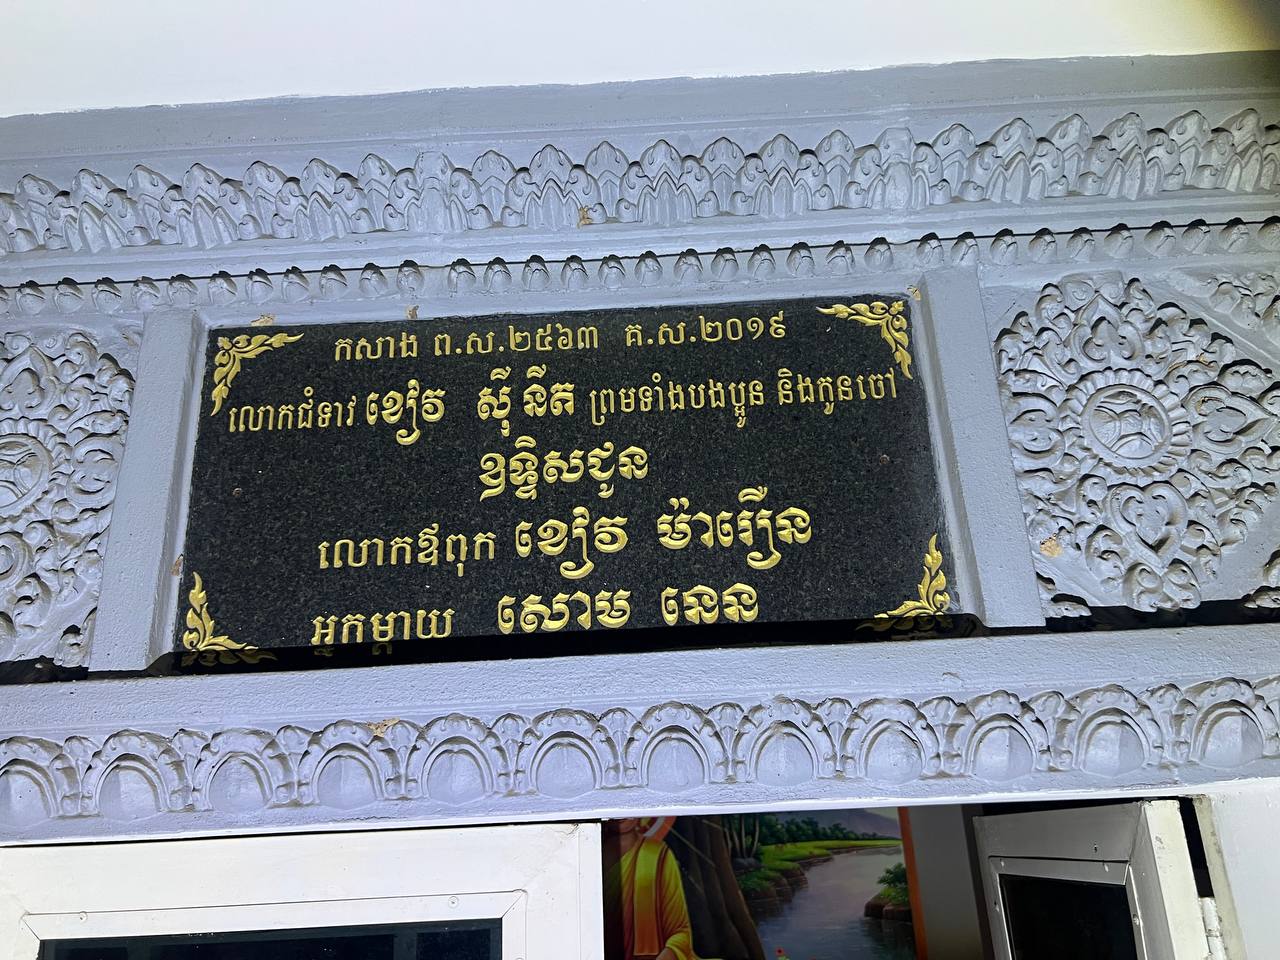 កសាង ព.ស.២៥៦៣ គ.ស.២០១៩
លោកជំទាវ ខៀវ ស៊ី នីត ព្រមទាំងបងប្អូន និងកូនចៅ
ឧទ្ទិសជូន
លោកឪពុក ខៀវ ម៉ារឿន
អ្នកម្ដាយ សោម នេន